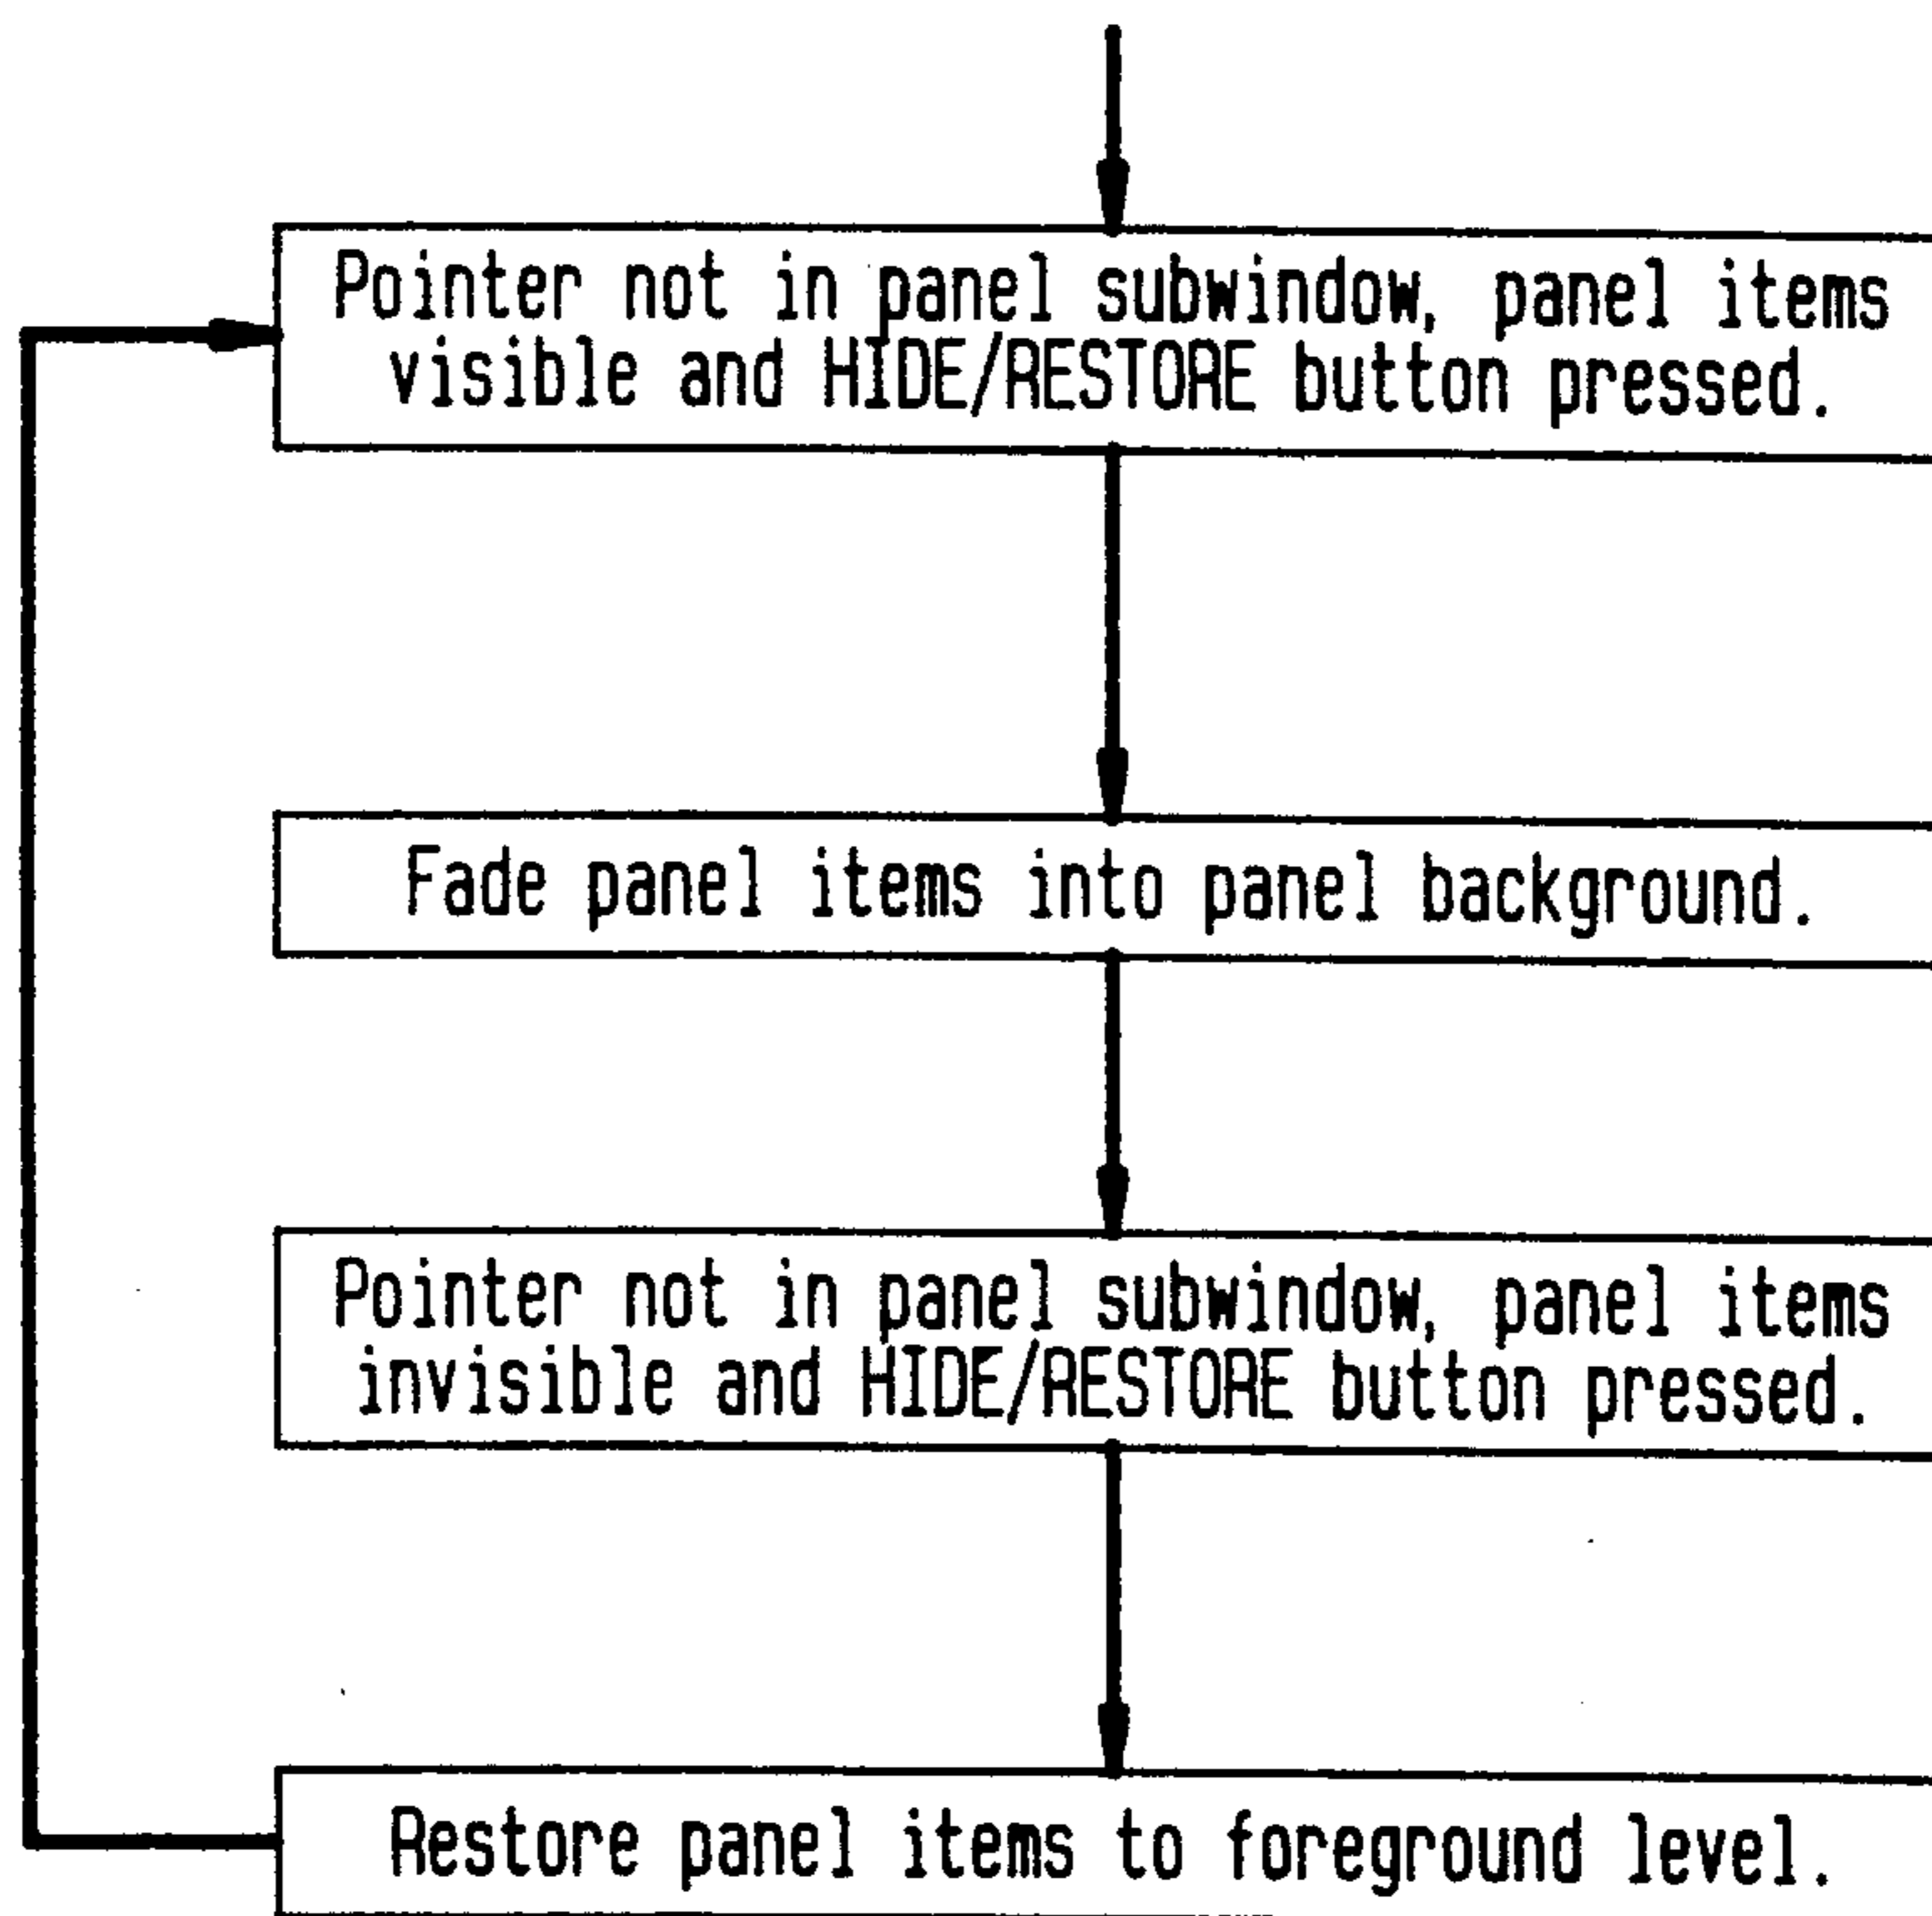 Pointer not in panel subwindow, panel items
visible and HIDE/RESTORE button pressed.
Fade panel items into panel background.
Pointer not in panel subwindow, panel items
invisible and HIDE/RESTORE button pressed.
Restore panel items to foreground level.